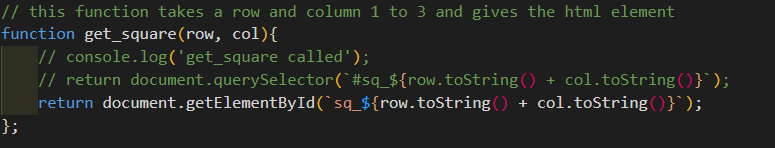 // this function takes a row and column 1 to 3 and gives the html element
function get_square(row, col){
    // console.log('get_square called');
    // return document.querySelector(`#sq_${row.toString() + col.toString()}`);
    return document.getElementById(`sq_${row.toString() + col.toString()}`);
};